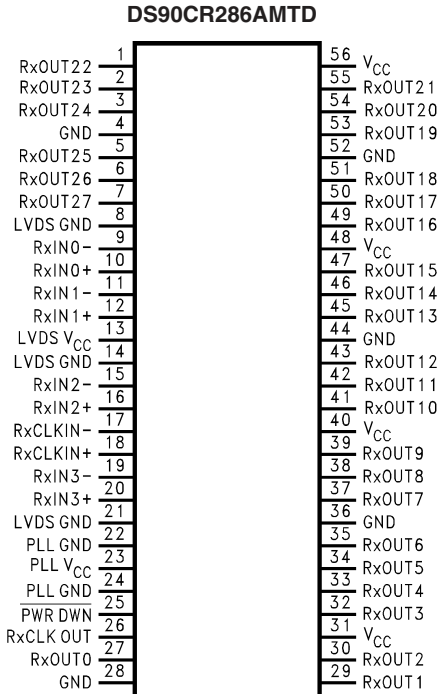 DS90CR286AMTD
RxOUT22 1
RxOUT23 2
RxOUT24 3
GND 4
RxOUT25 5
RxOUT26 6
RxOUT27 7
LVDS GND 8
RxIN0- 9
RxIN0+ 10
RxIN1- 11
RxIN1+ 12
LVDS VCC 13
LVDS GND 14
RxIN2- 15
RxIN2+ 16
RxCLKIN- 17
RxCLKIN+ 18
RxIN3- 19
RxIN3+ 20
LVDS GND 21
PLL GND 22
PLL VCC 23
PLL GND 24
PWR DWN 25
RxCLK OUT 26
RxOUT0 27
GND 28
56 VCC
55 RxOUT21
54 RxOUT20
53 RxOUT19
52 GND
51 RxOUT18
50 RxOUT17
49 RxOUT16
48 VCC
47 RxOUT15
46 RxOUT14
45 RxOUT13
44 GND
43 RxOUT12
42 RxOUT11
41 RxOUT10
40 VCC
39 RxOUT9
38 RxOUT8
37 RxOUT7
36 GND
35 RxOUT6
34 RxOUT5
33 RxOUT4
32 RxOUT3
31 VCC
30 RxOUT2
29 RxOUT1